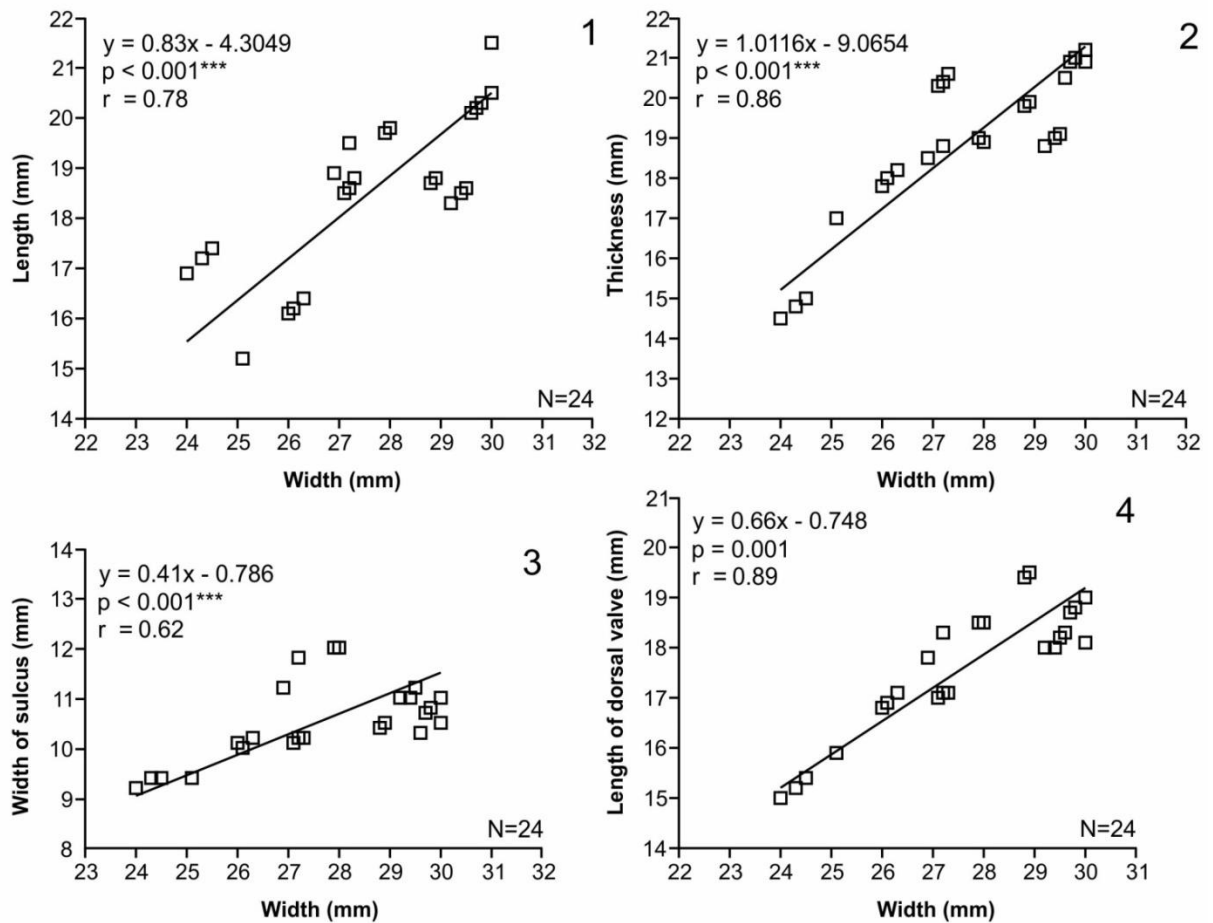 1
y = 0.83x - 4.3049
p < 0.001***
r = 0.78
Length (mm)
22
21
20
19
18
17
16
15
14
N=24
22 23 24 25 26 27 28 29 30 31 32
Width (mm)
2
y = 1.0116x - 9.0654
p < 0.001***
r = 0.86
Thickness (mm)
22
21
20
19
18
17
16
15
14
13
12
N=24
22 23 24 25 26 27 28 29 30 31 32
Width (mm)
3
y = 0.41x - 0.786
p < 0.001***
r = 0.62
Width of sulcus (mm)
14
13
12
11
10
9
8
N=24
23 22 24 25 26 27 28 29 30 31 32
Width (mm)
4
y = 0.66x - 0.748
p = 0.001
r = 0.89
Length of dorsal valve (mm)
21
20
19
18
17
16
15
14
N=24
22 23 24 25 26 27 28 29 30 31 32
Width (mm)